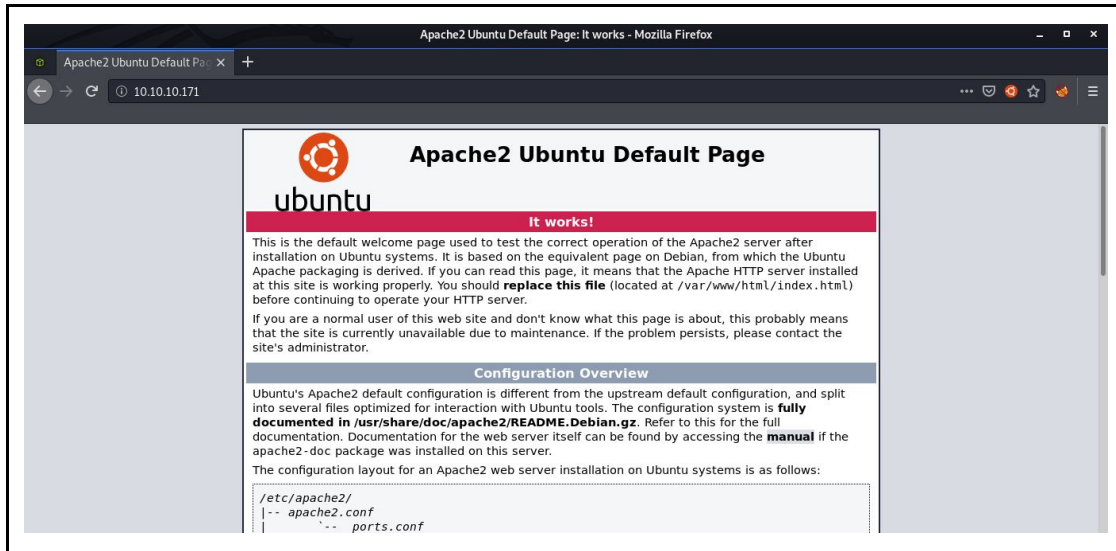 Apache2 Ubuntu Default Page: It works - Mozilla Firefox
Apache2 Ubuntu Default Pag
10.10.10.171
ubuntu
Apache2 Ubuntu Default Page
It works!
This is the default welcome page used to test the correct operation of the Apache2 server after
installation on Ubuntu systems. It is based on the equivalent page on Debian, from which the Ubuntu
Apache packaging is derived. If you can read this page, it means that the Apache HTTP server installed
at this site is working properly. You should replace this file (located at /var/www/html/index.html)
before continuing to operate your HTTP server.
If you are a normal user of this web site and don't know what this page is about, this probably means
that the site is currently unavailable due to maintenance. If the problem persists, please contact the
site's administrator.
Configuration Overview
Ubuntu's Apache2 default configuration is different from the upstream default configuration, and split
into several files optimized for interaction with Ubuntu tools. The configuration system is fully
documented in /usr/share/doc/apache2/README.Debian.gz. Refer to this for the full
documentation. Documentation for the web server itself can be found by accessing the manual if the
apache2-doc package was installed on this server.
The configuration layout for an Apache2 web server installation on Ubuntu systems is as follows:
/etc/apache2/
|-- apache2.conf
|       `--  ports.conf